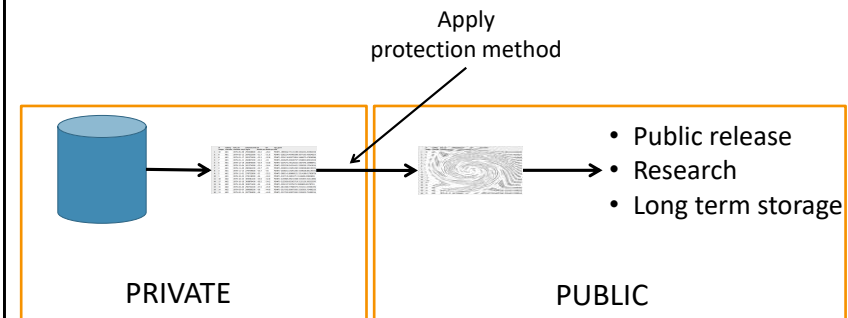 Apply
protection method
• Public release
• Research
• Long term storage
PRIVATE
PUBLIC